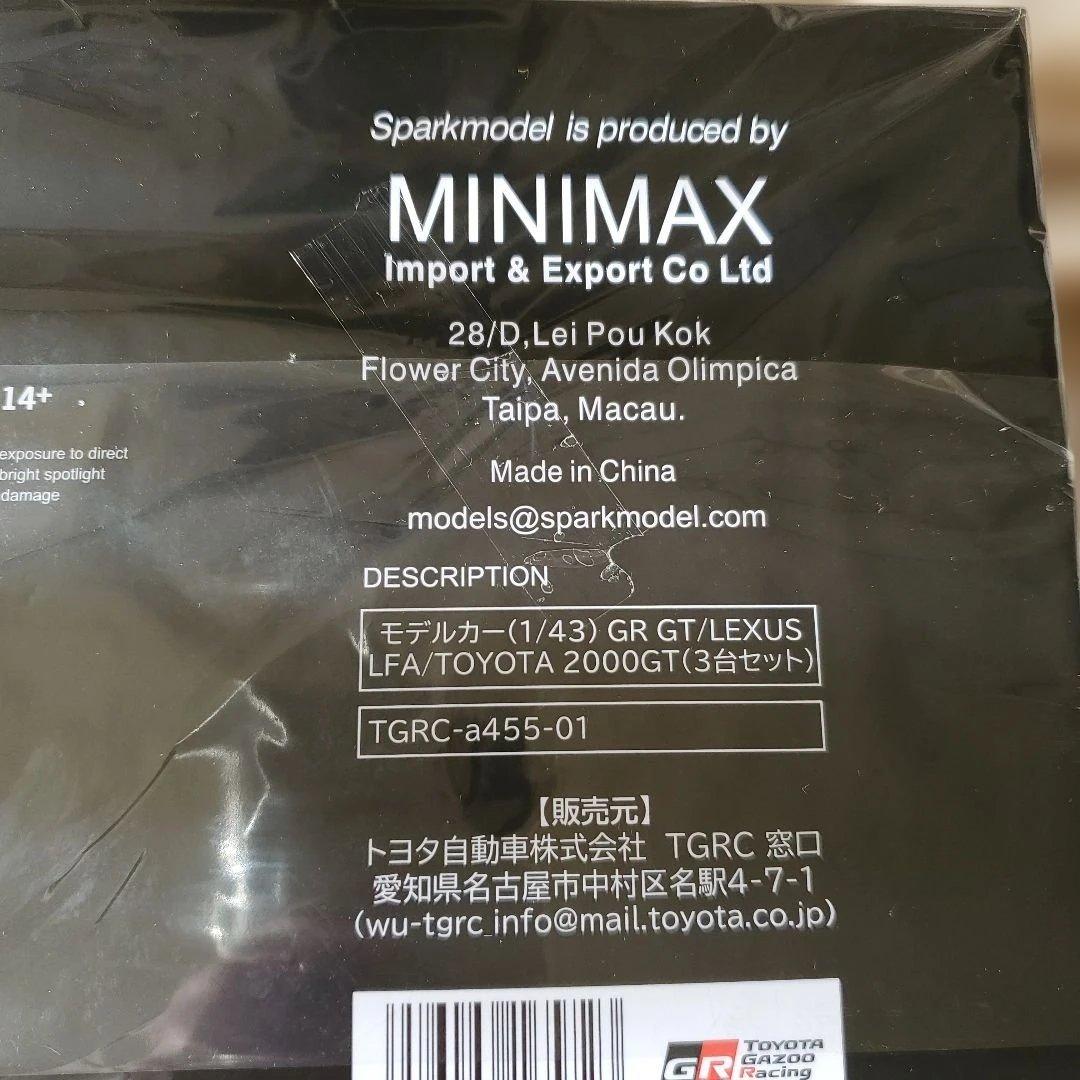 Sparkmodel is produced by
MINIMAX
Import & Export Co Ltd
28/D,Lei Pou Kok
Flower City, Avenida Olimpica
Taipa, Macau.
Made in China
models@sparkmodel.com
14+
exposure to direct
bright spotlight
damage
DESCRIPTION
モデルカー(1/43) GR GT/LEXUS
LFA/TOYOTA 2000GT(3台セット)
TGRC-a455-01
【販売元】
トヨタ自動車株式会社 TGRC 窓口
愛知県名古屋市中村区名駅4-7-1
(wu-tgrc_info@mail.toyota.co.jp)
GR TOYOTA
GAZOO
Racing